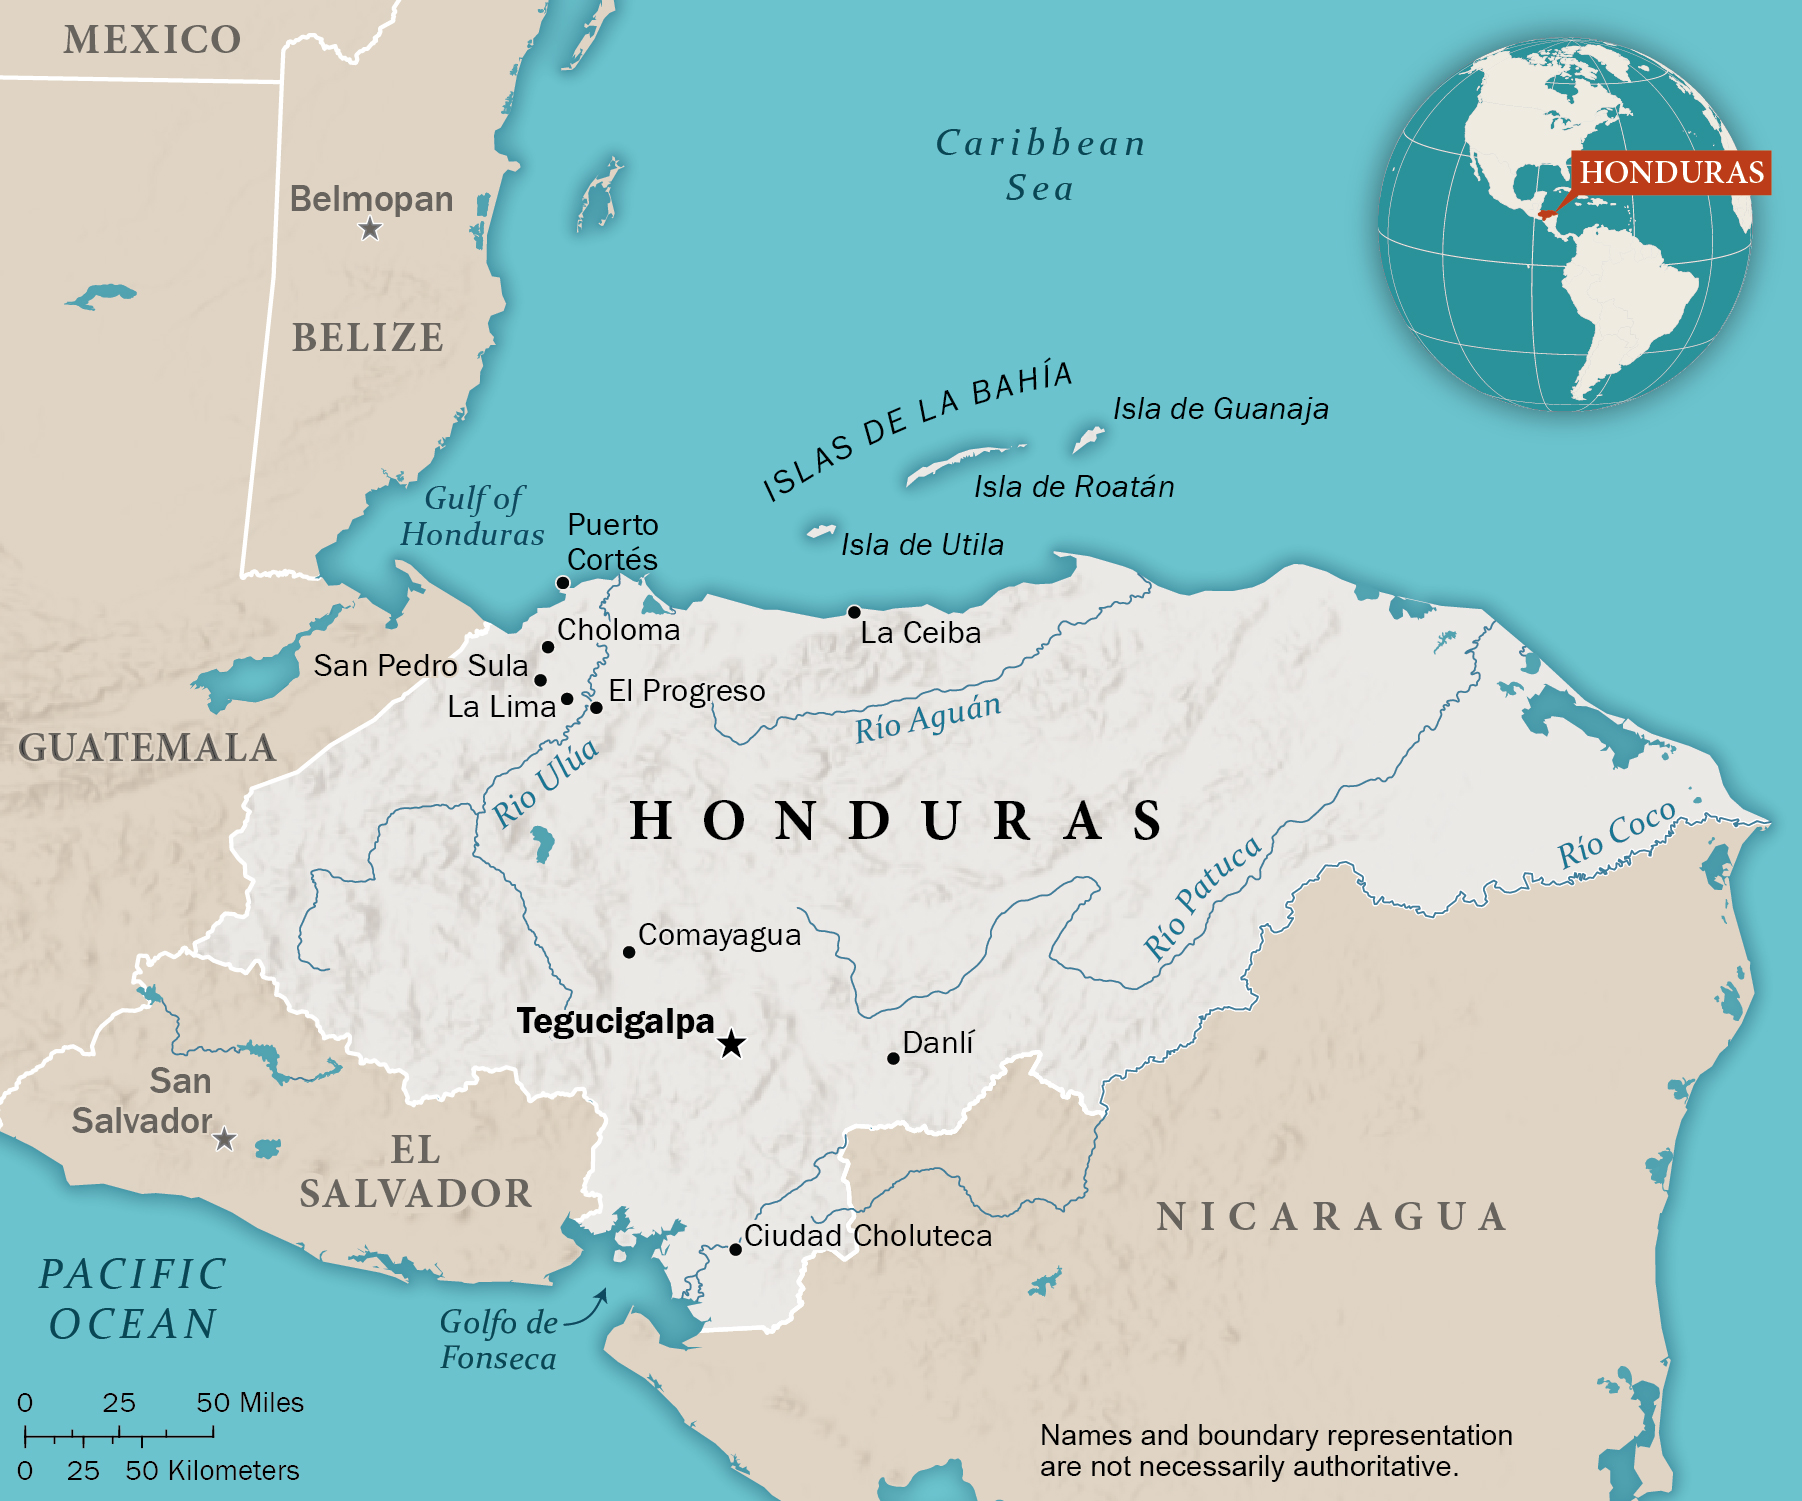 MEXICO
Caribbean
Sea
HONDURAS
Belmopan
BELIZE
ISLAS DE LA BAHÍA
Isla de Guanaja
Isla de Roatán
Isla de Utila
Gulf of
Honduras
Puerto
Cortés
Choloma
La Ceiba
San Pedro Sula
La Lima
El Progreso
Río Aguán
GUATEMALA
Rio Ulúa
HONDURAS
Río Patuca
Río Coco
Comayagua
Tegucigalpa
Danlí
San
Salvador
EL
SALVADOR
NICARAGUA
Ciudad Choluteca
PACIFIC
OCEAN
Golfo de
Fonseca
0 25 50 Miles
0 25 50 Kilometers
Names and boundary representation
are not necessarily authoritative.